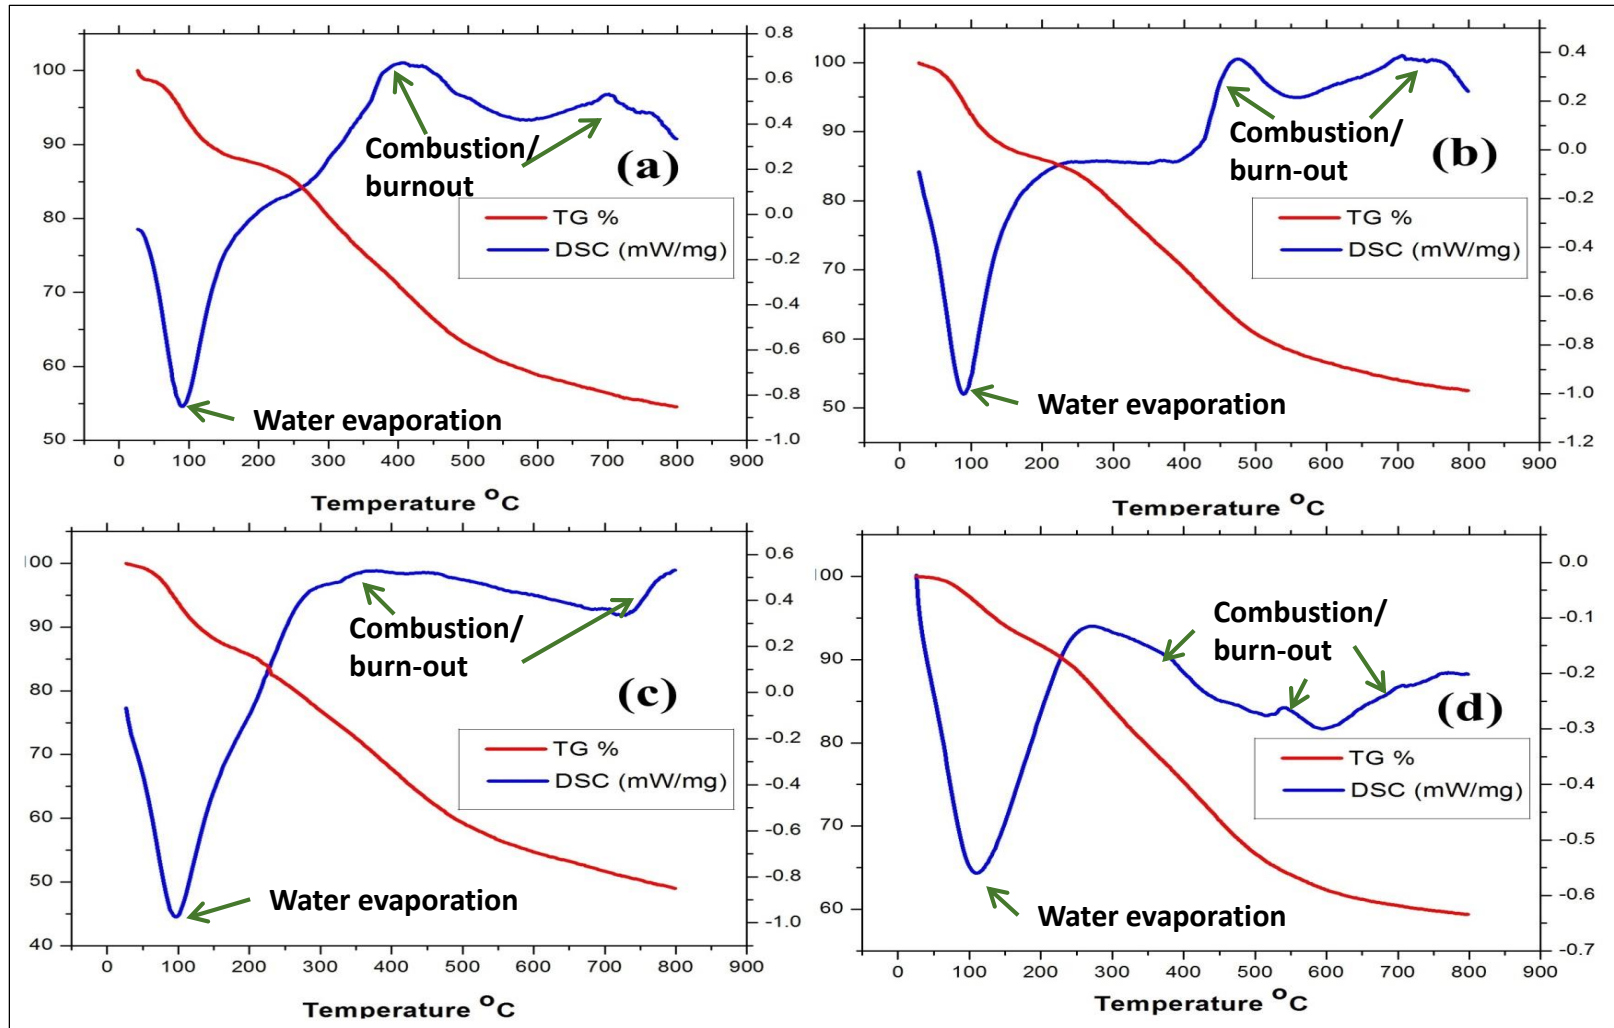 0.8
100
0.6
90
0.4
Combustion/
burnout
(a)
0.2
80
TG %
DSC (mW/mg)
0.0
-0.2
70
-0.4
60
-0.6
-0.8
Water evaporation
50
-1.0
0 100 200 300 400 500 600 700 800 900
Temperature °C
100
0.4
0.2
90
Combustion/
burn-out
(b)
0.0
80
TG %
DSC (mW/mg)
-0.2
-0.4
70
-0.6
60
-0.8
50
Water evaporation
-1.0
-1.2
0 100 200 300 400 500 600 700 800 900
Temperature °C
100
0.6
0.4
90
Combustion/
burn-out
0.2
80
(c)
0.0
TG %
DSC (mW/mg)
-0.2
70
-0.4
60
-0.6
50
-0.8
Water evaporation
-1.0
40
0 100 200 300 400 500 600 700 800 900
Temperature °C
100
0.0
-0.1
Combustion/
burn-out
90
-0.2
(d)
-0.3
80
TG %
DSC (mW/mg)
-0.4
70
-0.5
60
Water evaporation
-0.6
-0.7
0 100 200 300 400 500 600 700 800 900
Temperature °C